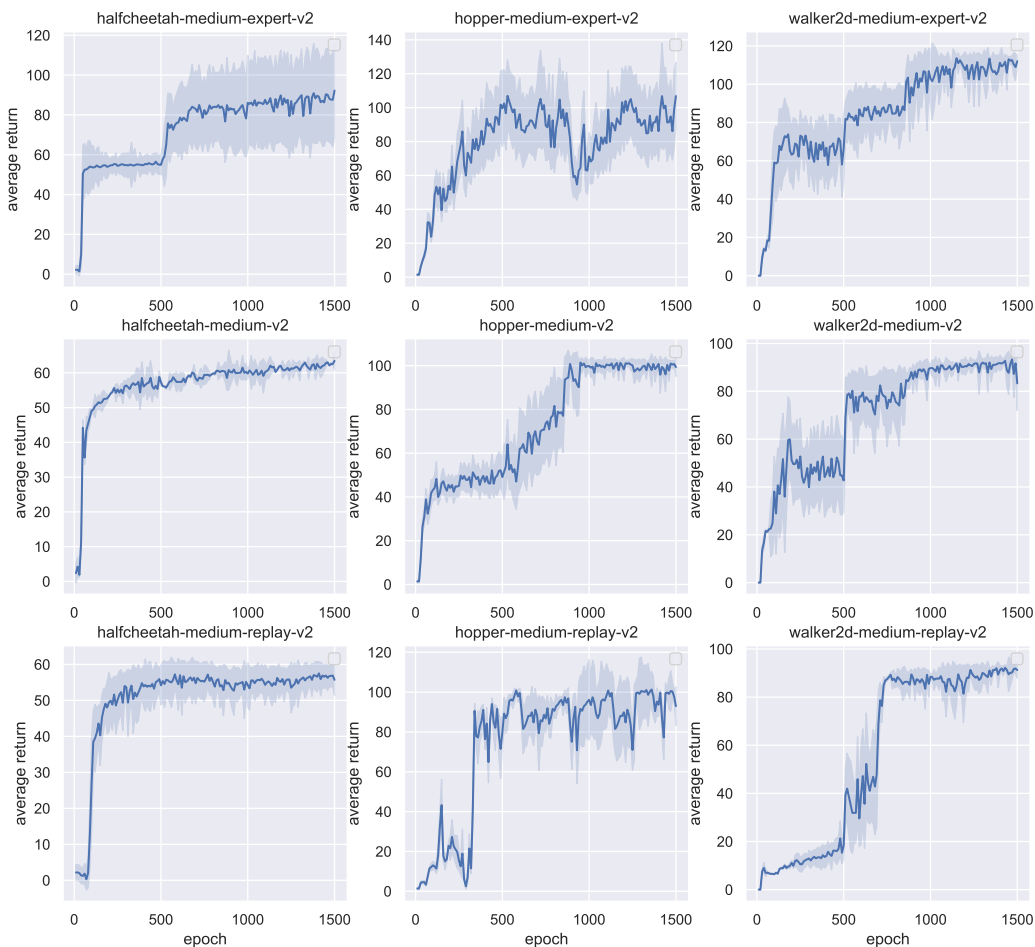 halfcheetah-medium-expert-v2 hopper-medium-expert-v2 walker2d-medium-expert-v2
average return
120
100
80
60
40
20
0
0 500 1000 1500
average return
140
120
100
80
60
40
20
0
0 500 1000 1500
average return
120
100
80
60
40
20
0
0 500 1000 1500
halfcheetah-medium-v2 hopper-medium-v2 walker2d-medium-v2
average return
60
50
40
30
20
10
0
0 500 1000 1500
average return
100
80
60
40
20
0
0 500 1000 1500
average return
100
80
60
40
20
0
0 500 1000 1500
halfcheetah-medium-replay-v2 hopper-medium-replay-v2 walker2d-medium-replay-v2
average return
60
50
40
30
20
10
0
0 500 1000 1500
epoch
average return
120
100
80
60
40
20
0
0 500 1000 1500
epoch
average return
100
80
60
40
20
0
0 500 1000 1500
epoch